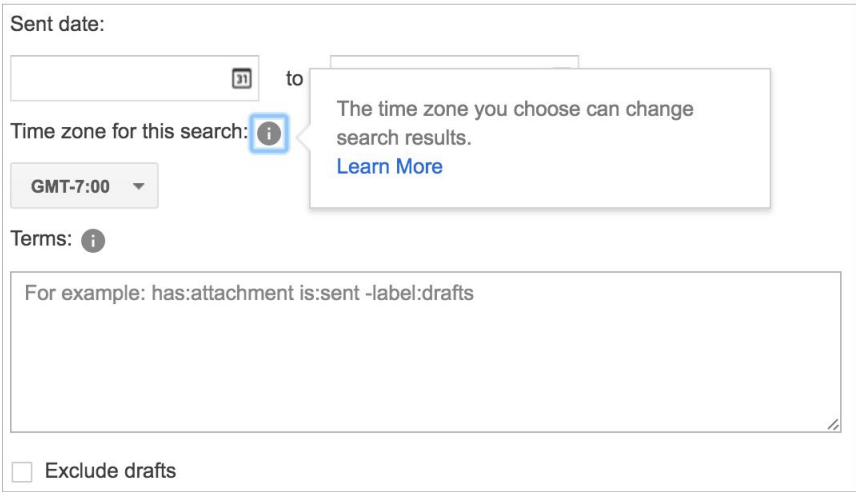 Sent date:
31
to
The time zone you choose can change
search results.
Learn More
Time zone for this search:
GMT-7:00
Terms:
For example: has:attachment is:sent -label:drafts
Exclude drafts